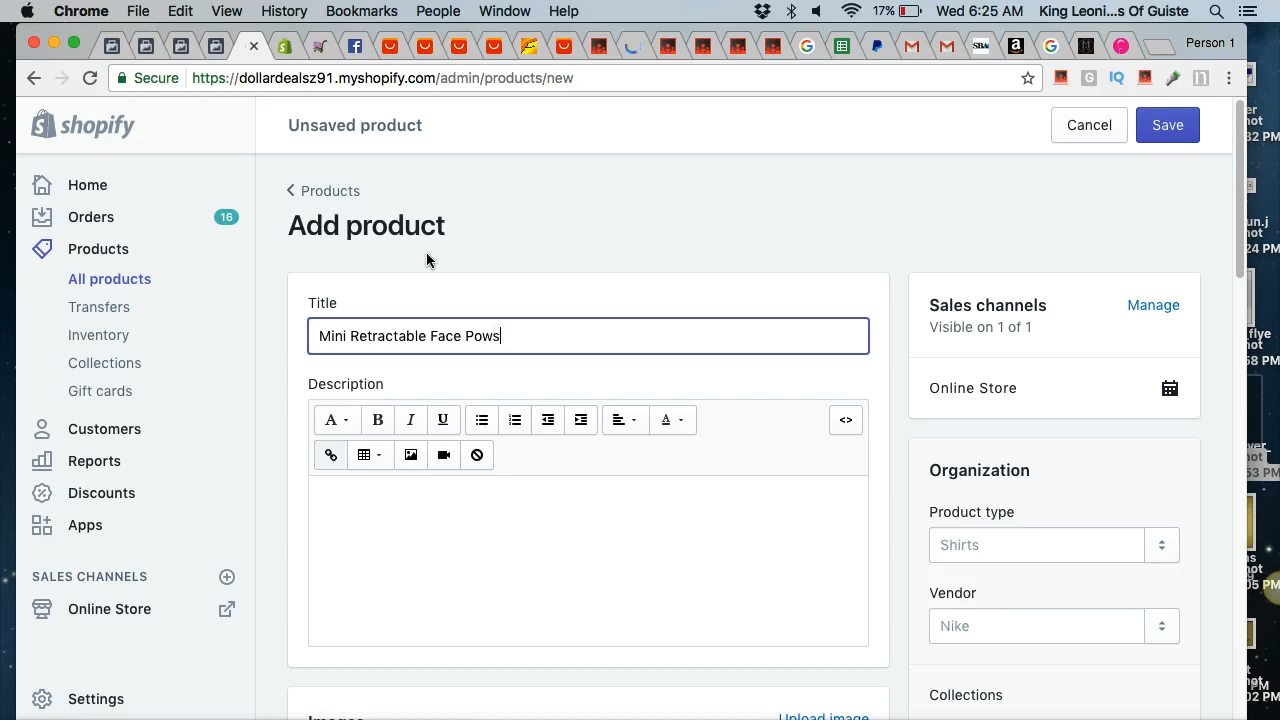 Chrome File Edit View History Bookmarks People Window Help 17% Wed 6:25 AM King Leoni...s Of Guiste
Person 1
Secure https://dollardealsz91.myshopify.com/admin/products/new
shopify
Unsaved product
Cancel
Save
Home
Orders 16
Products
All products
Transfers
Inventory
Collections
Gift cards
Customers
Reports
Discounts
Apps
SALES CHANNELS
Online Store
Settings
Products
Add product
Title
Mini Retractable Face Pows
Description
Images
Upload image
Sales channels
Manage
Visible on 1 of 1
Online Store
Organization
Product type
Shirts
Vendor
Nike
Collections